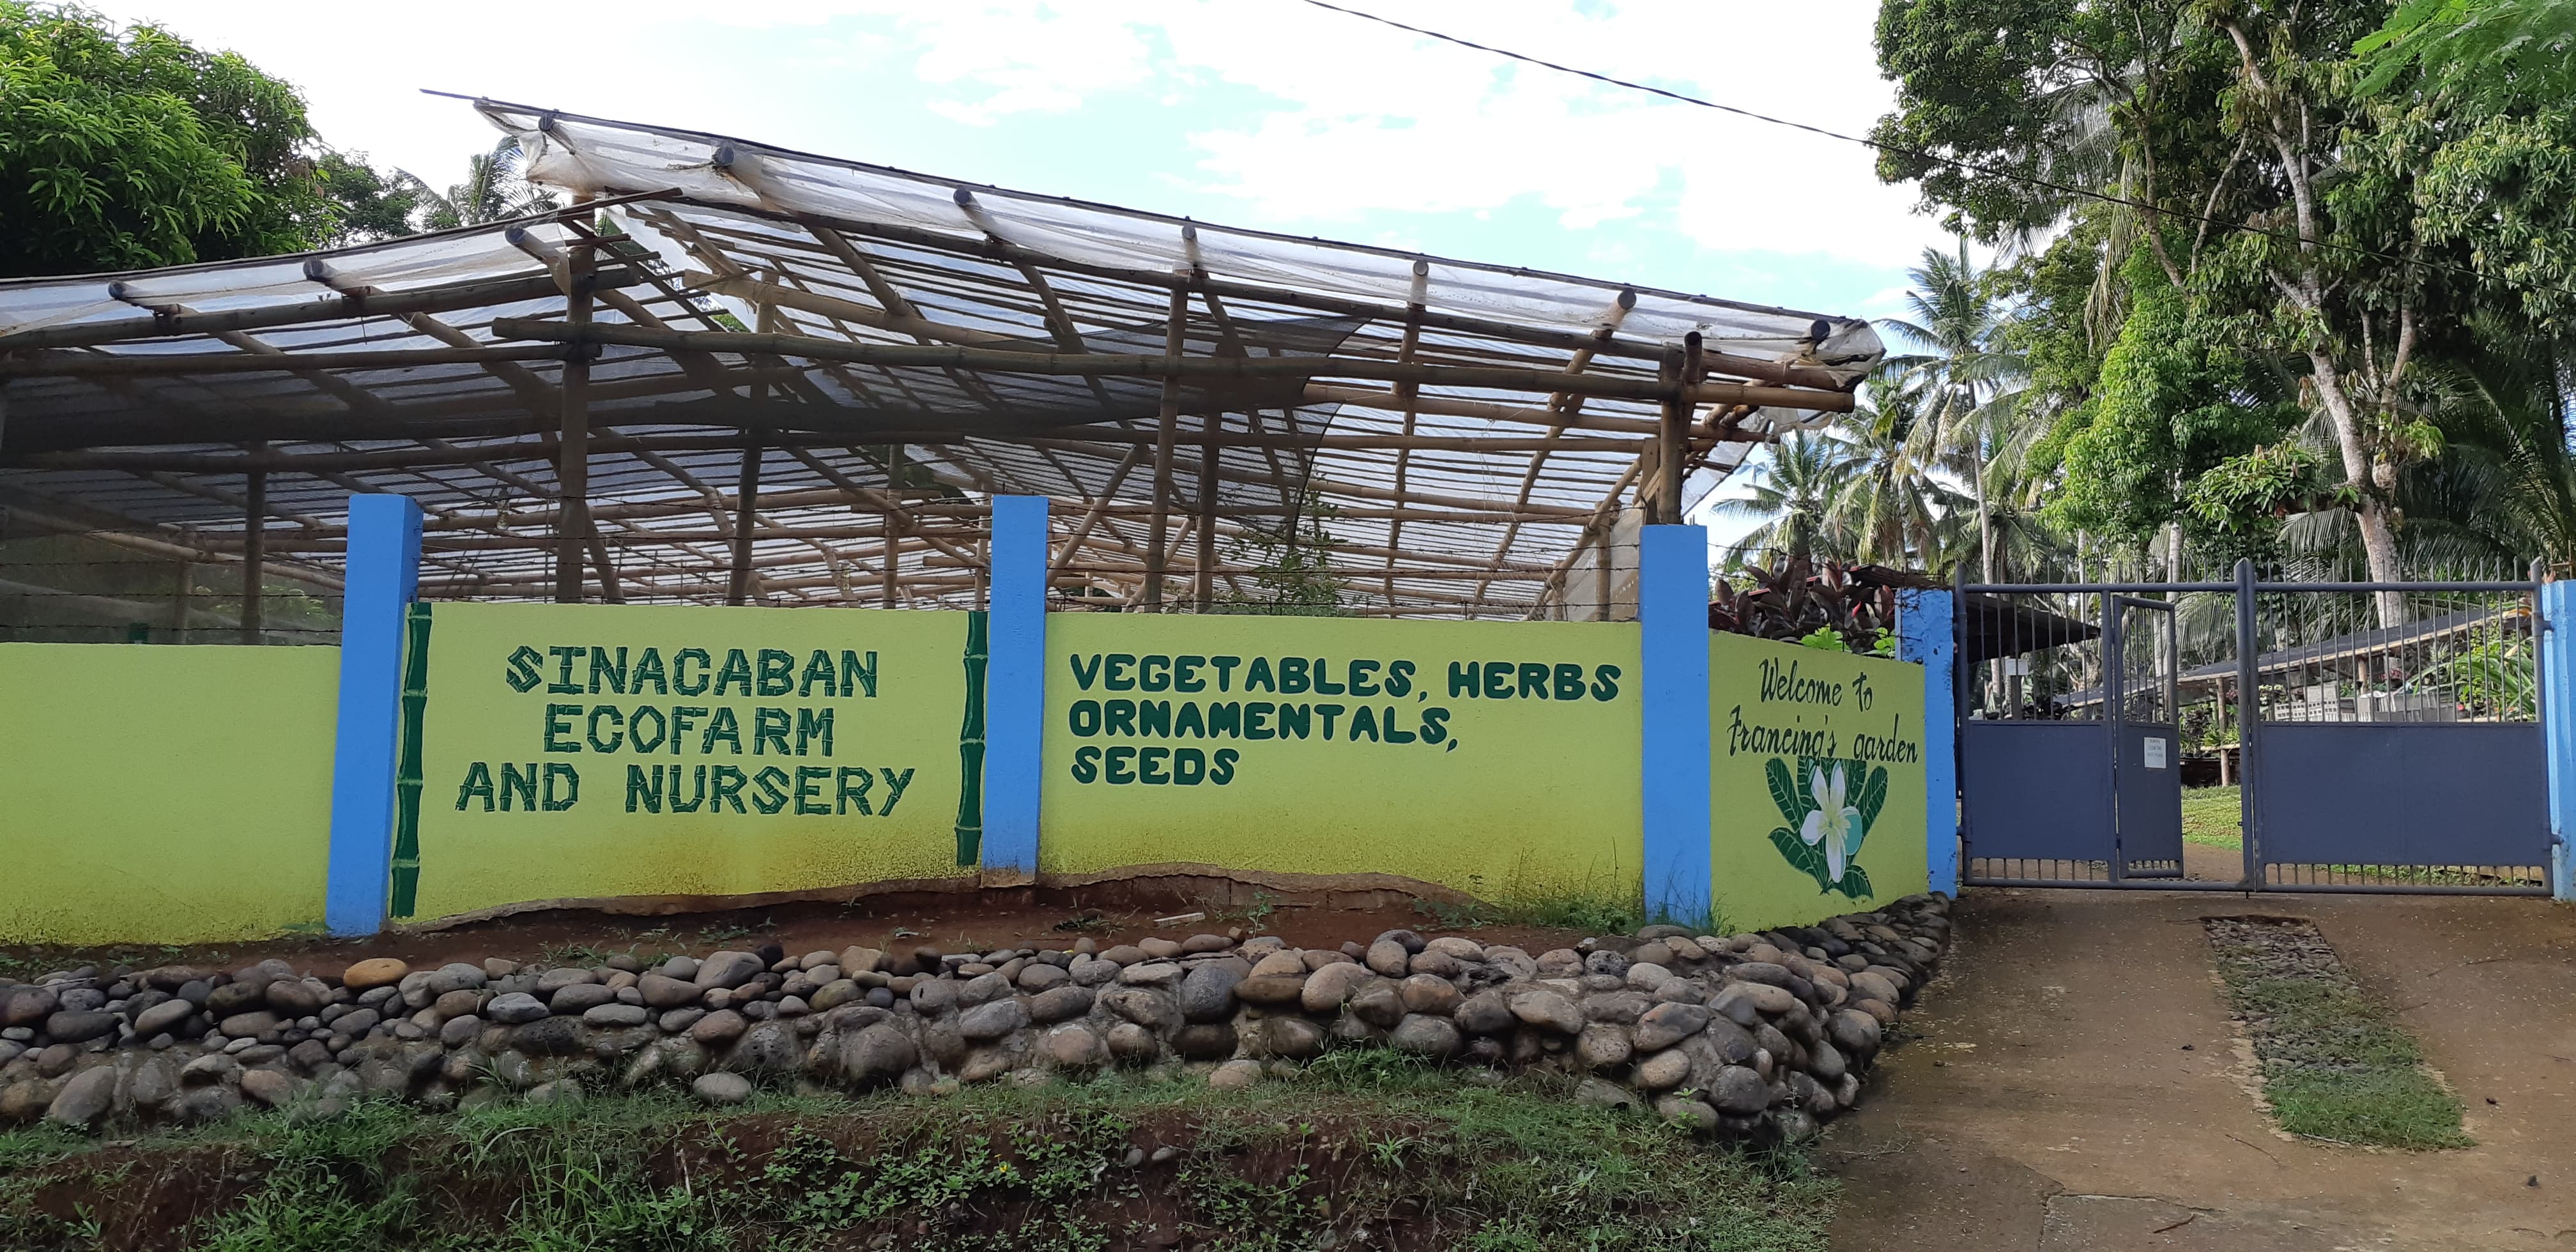 SINACABAN
ECOFARM
AND NURSERY
VEGETABLES, HERBS
ORNAMENTALS,
SEEDS
Welcome to
Francing's garden